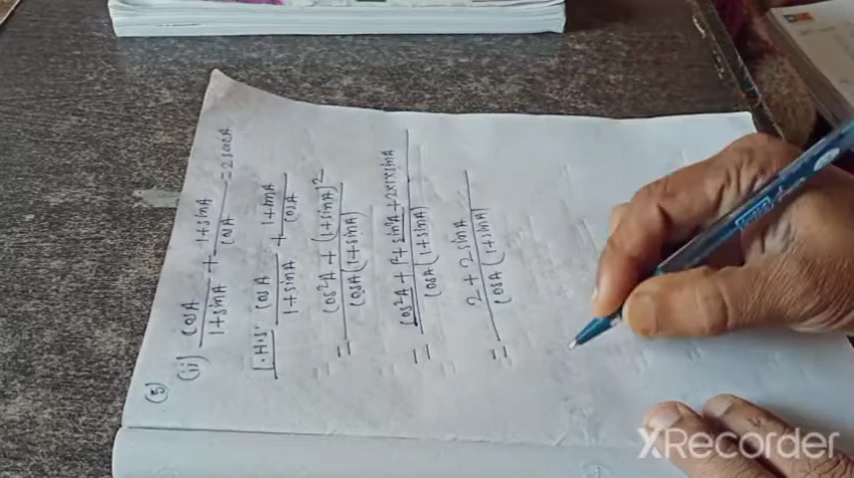 (5)
(ii) cosA/1+sinA + 1+sinA/cosA = 2secA
L.H.S' cosA/1+sinA + 1+sinA/cosA
= cos²A + (1+sinA)²/cosA(1+sinA)
= cos²A + 1² + sin²A + 2×1×sinA/cosA(1+sinA)
= 2 + 2sinA/cosA(1+sinA)
XRecorder